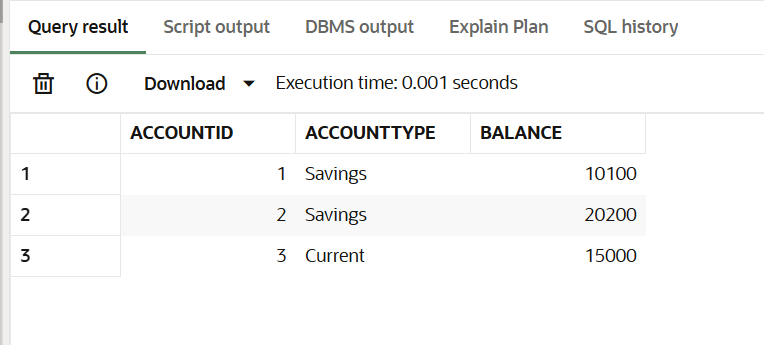 Query result Script output DBMS output Explain Plan SQL history
Download Execution time: 0.001 seconds
ACCOUNTID ACCOUNTTYPE BALANCE
1 1 Savings 10100
2 2 Savings 20200
3 3 Current 15000